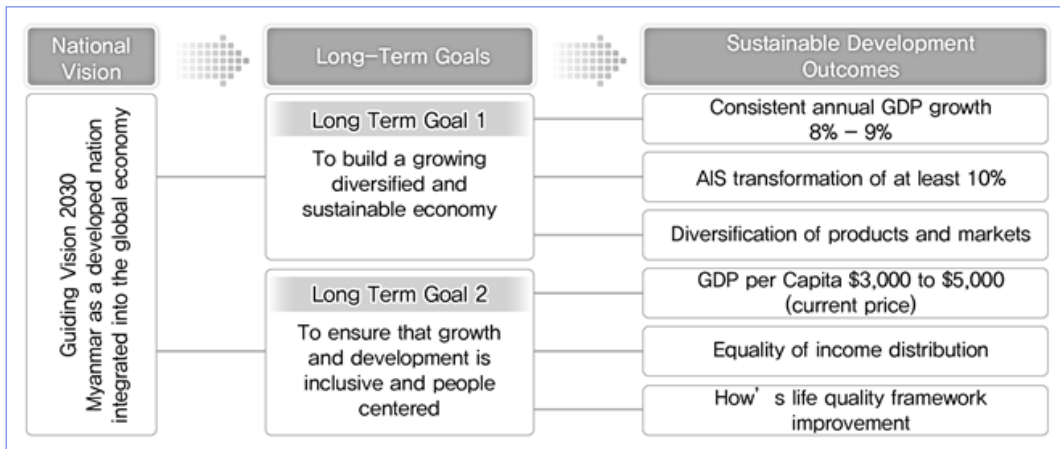 National
Vision
Long-Term Goals
Sustainable Development
Outcomes
Guiding Vision 2030
Myanmar as a developed nation
integrated into the global economy
Long Term Goal 1
To build a growing
diversified and
sustainable economy
Consistent annual GDP growth
8% - 9%
AIS transformation of at least 10%
Diversification of products and markets
Long Term Goal 2
To ensure that growth
and development is
inclusive and people
centered
GDP per Capita $3,000 to $5,000
(current price)
Equality of income distribution
How's life quality framework
improvement